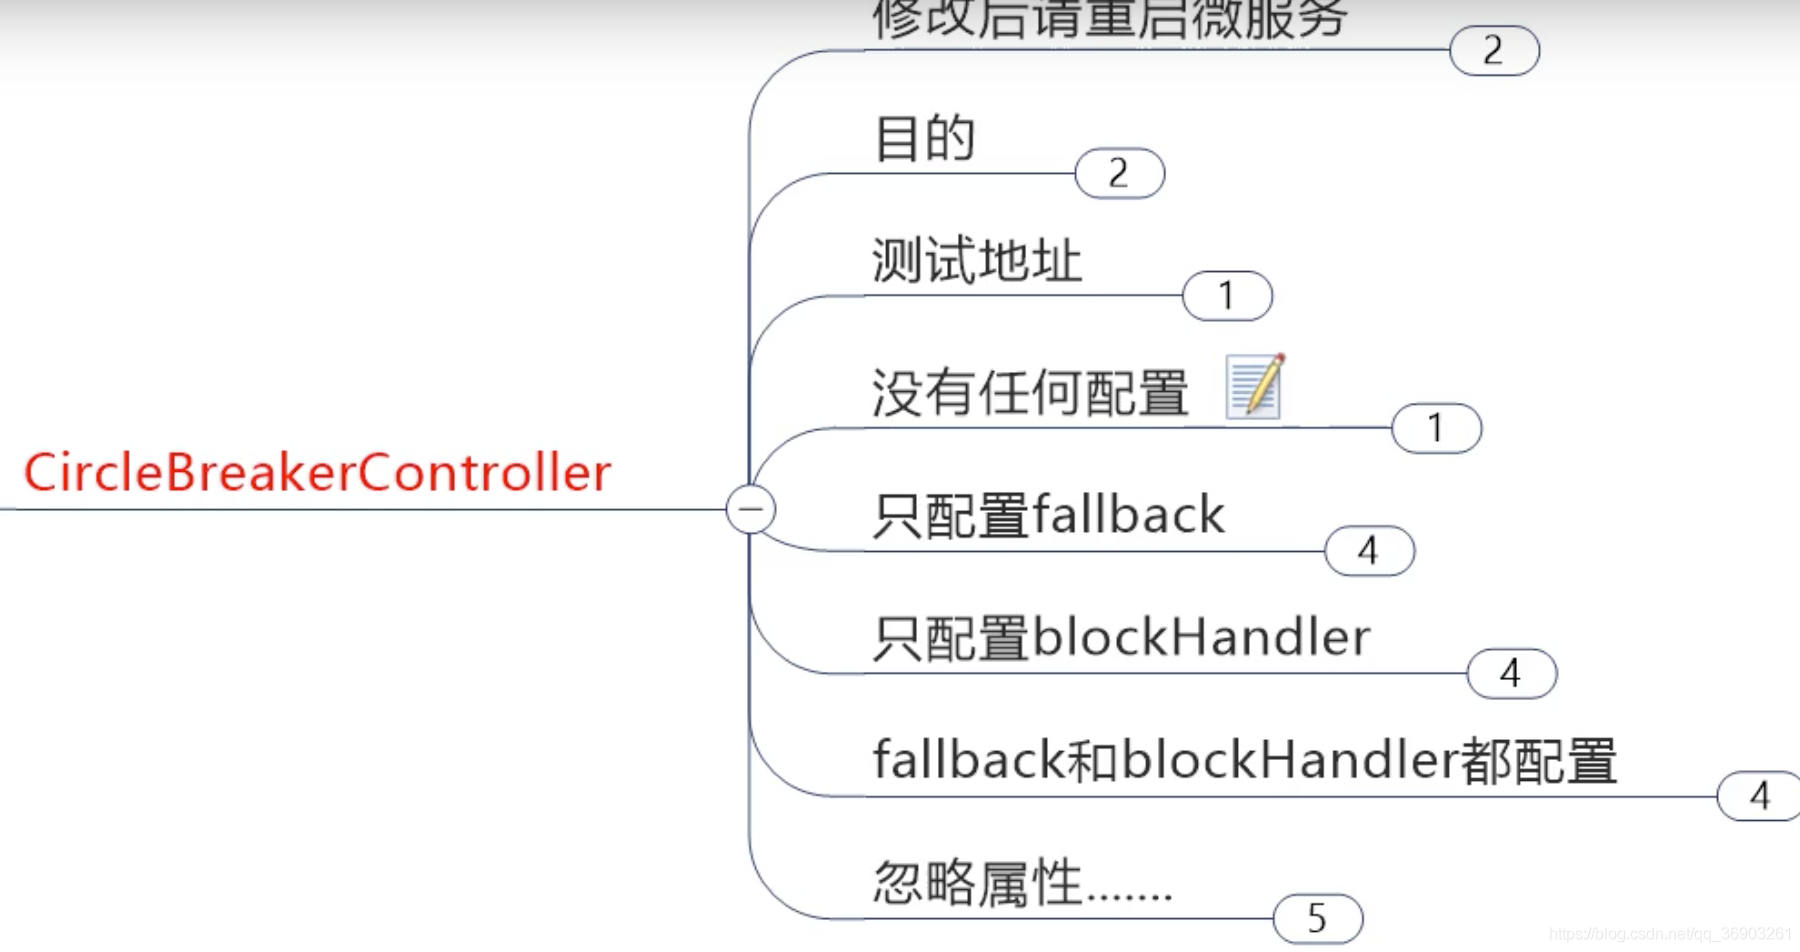 修改后请重启微服务
2
目的
2
测试地址
1
没有任何配置
1
CircleBreakerController
只配置fallback
4
只配置blockHandler
4
fallback和blockHandler都配置
4
忽略属性.......
5
https://blog.csdn.net/qq_36903261